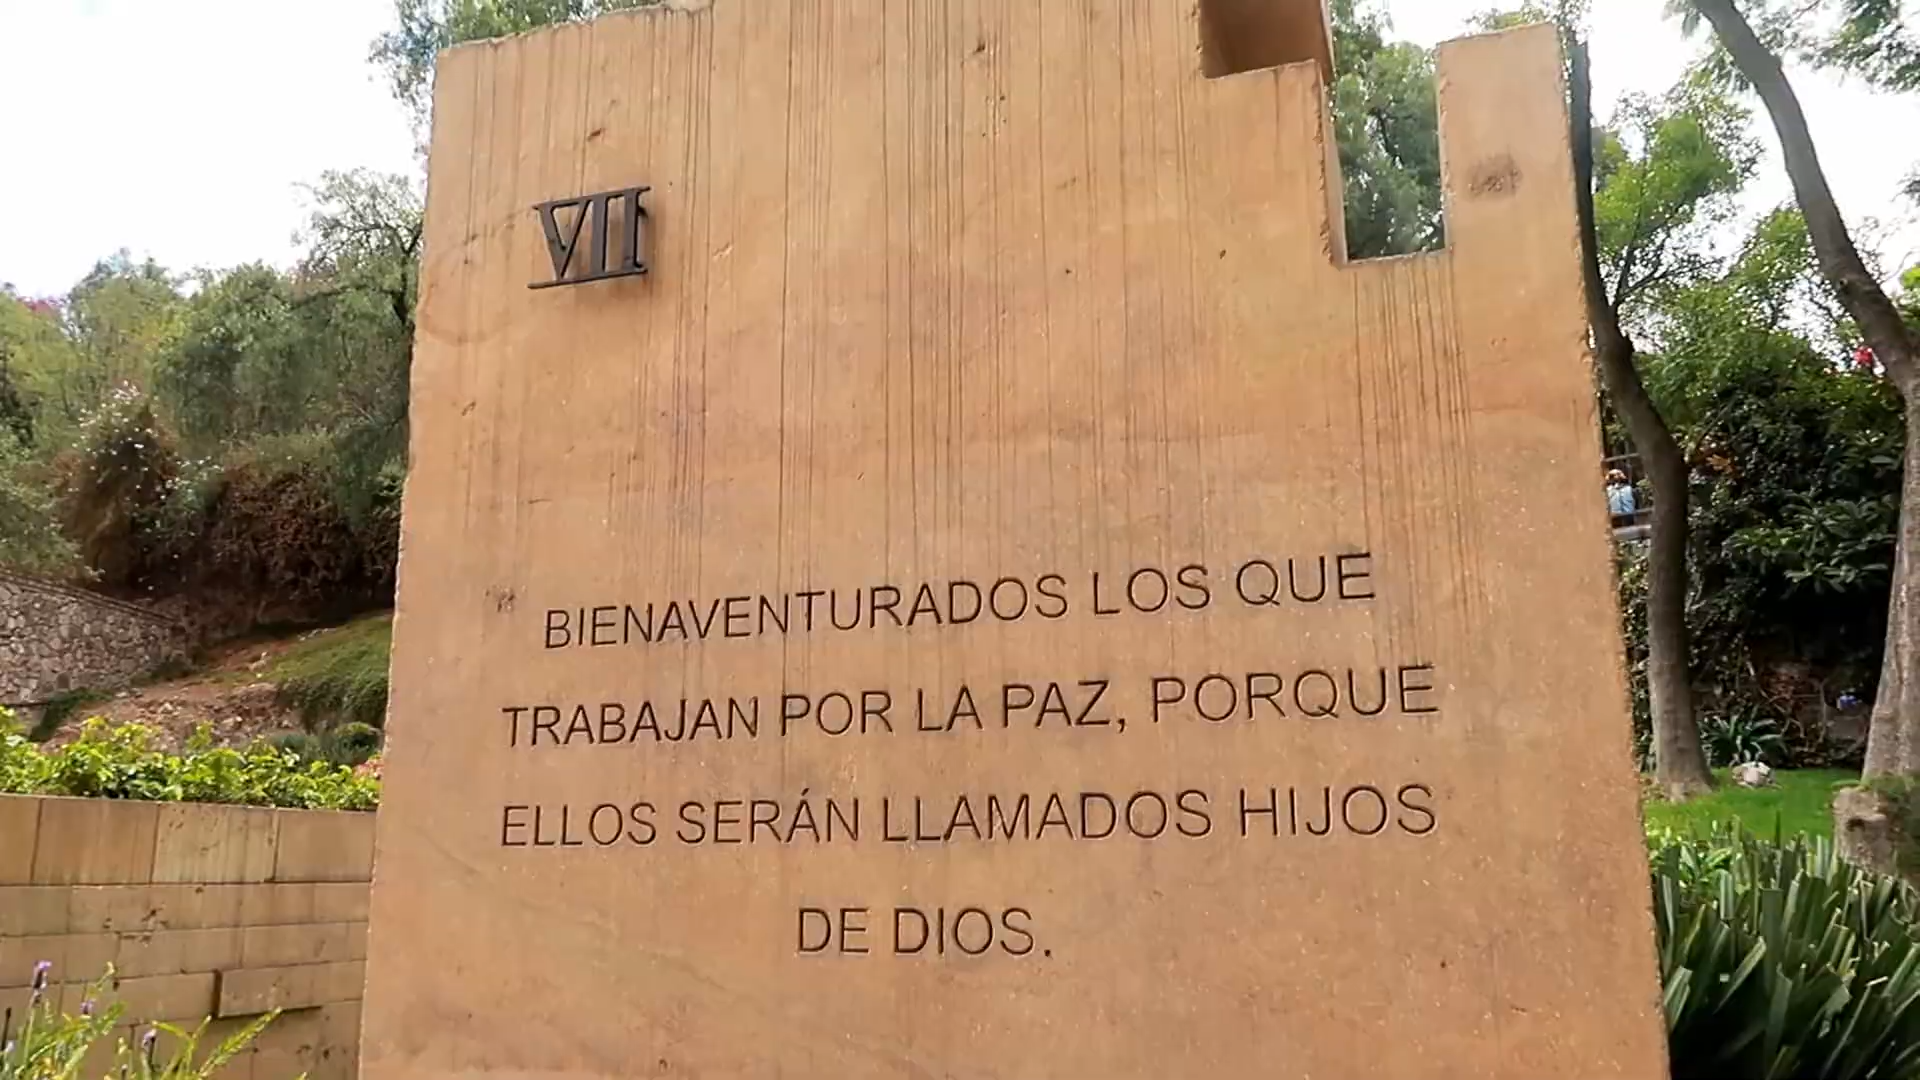 VII
BIENAVENTURADOS LOS QUE
TRABAJAN POR LA PAZ, PORQUE
ELLOS SERÁN LLAMADOS HIJOS
DE DIOS.